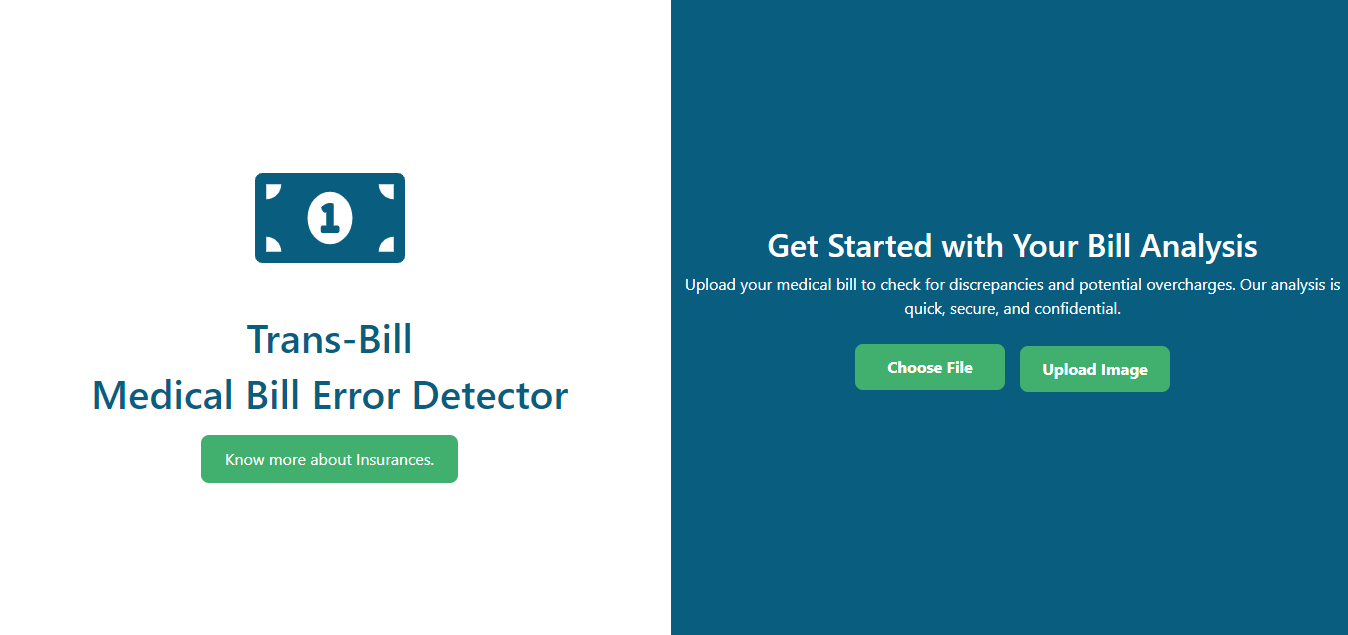 1
Trans-Bill
Medical Bill Error Detector
Know more about Insurances.
Get Started with Your Bill Analysis
Upload your medical bill to check for discrepancies and potential overcharges. Our analysis is
quick, secure, and confidential.
Choose File
Upload Image